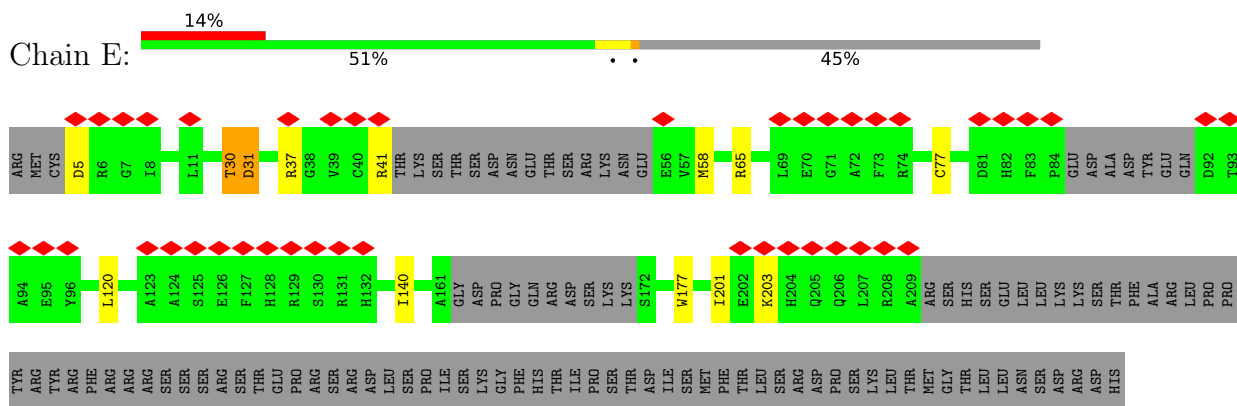 14%
Chain E:
51% • • 45%
ARG MET CYS D5 R6 G7 I8 L11 T30 D31 R37 G38 V39 C40 R41 THR LYS SER THR SER ASP ASN GLU THR SER ARG LYS ASN GLU E56 V57 M58 R65 L69 E70 G71 A72 F73 R74 C77 D81 H82 F83 P84 GLU ASP ALA ASP TYR GLU GLN D92 T93
A94 E95 Y96 L120 A123 A124 S125 E126 F127 H128 R129 S130 R131 H132 I140 A161 GLY ASP PRO GLY GLN ARG ASP SER LYS LYS S172 W177 I201 E202 K203 H204 Q205 Q206 L207 R208 A209 ARG SER HIS SER GLU LEU LEU LYS LYS SER THR PHE ALA ARG LEU PRO PRO
TYR ARG TYR ARG PHE ARG ARG ARG SER SER SER ARG SER THR GLU PRO ARG SER ARG ASP LEU SER PRO ILE SER LYS GLY PHE HIS THR ILE PRO SER THR ASP ILE SER MET PHE THR LEU SER ARG ASP PRO SER LYS LEU THR MET GLY THR LEU LEU ASN SER ASP ARG ASP HIS